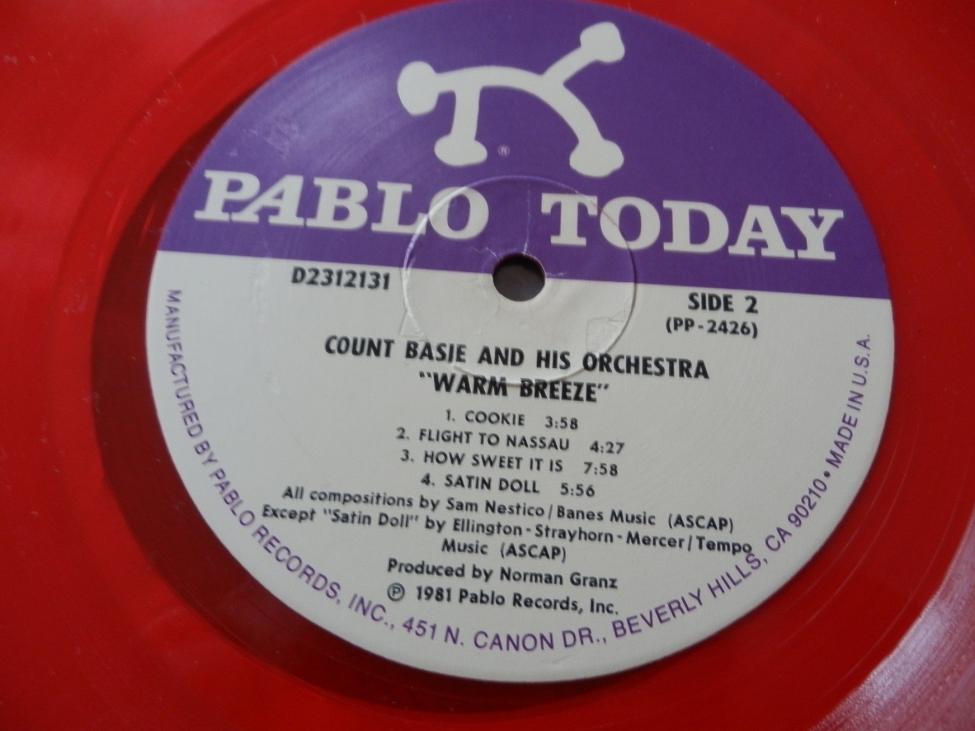 ®
PABLO TODAY
D2312131
SIDE 2
(PP-2426)
COUNT BASIE AND HIS ORCHESTRA
"WARM BREEZE"
1. COOKIE 3:58
2. FLIGHT TO NASSAU 4:27
3. HOW SWEET IT IS 7:58
4. SATIN DOLL 5:56
All compositions by Sam Nestico/Banes Music (ASCAP)
Except "Satin Doll" by Ellington-Strayhorn-Mercer/Tempo
Music (ASCAP)
Produced by Norman Granz
℗ 1981 Pablo Records, Inc.
MANUFACTURED BY PABLO RECORDS, INC., 451 N. CANON DR., BEVERLY HILLS, CA 90210 • MADE IN U.S.A.